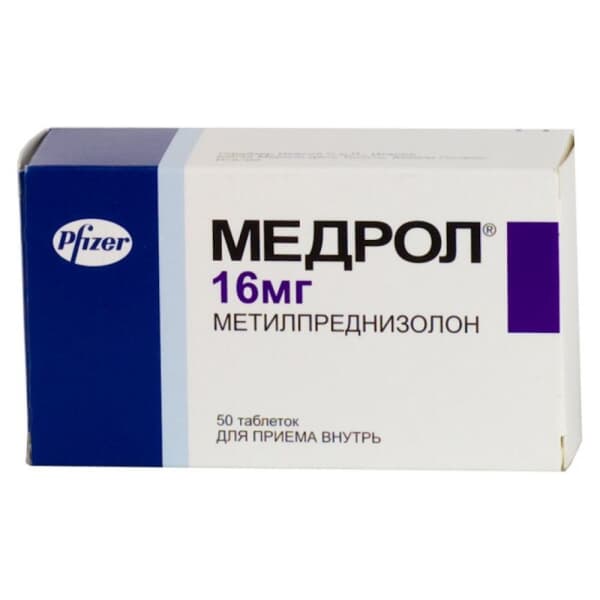 Pfizer
МЕДРОЛ®
16мг
МЕТИЛПРЕДНИЗОЛОН
50 таблеток
ДЛЯ ПРИЕМА ВНУТРЬ